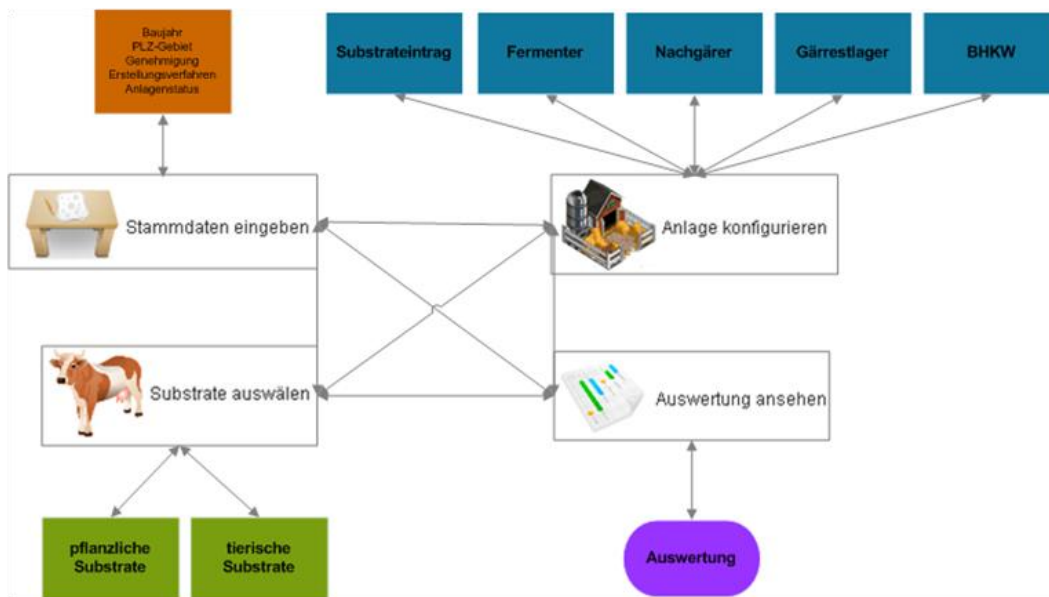 Baujahr
PLZ-Gebiet
Genehmigung
Erstellungsverfahren
Anlagenstatus
Substrateintrag
Fermenter
Nachgärer
Gärrestlager
BHKW
Stammdaten eingeben
Anlage konfigurieren
Substrate auswälen
Auswertung ansehen
pflanzliche
Substrate
tierische
Substrate
Auswertung